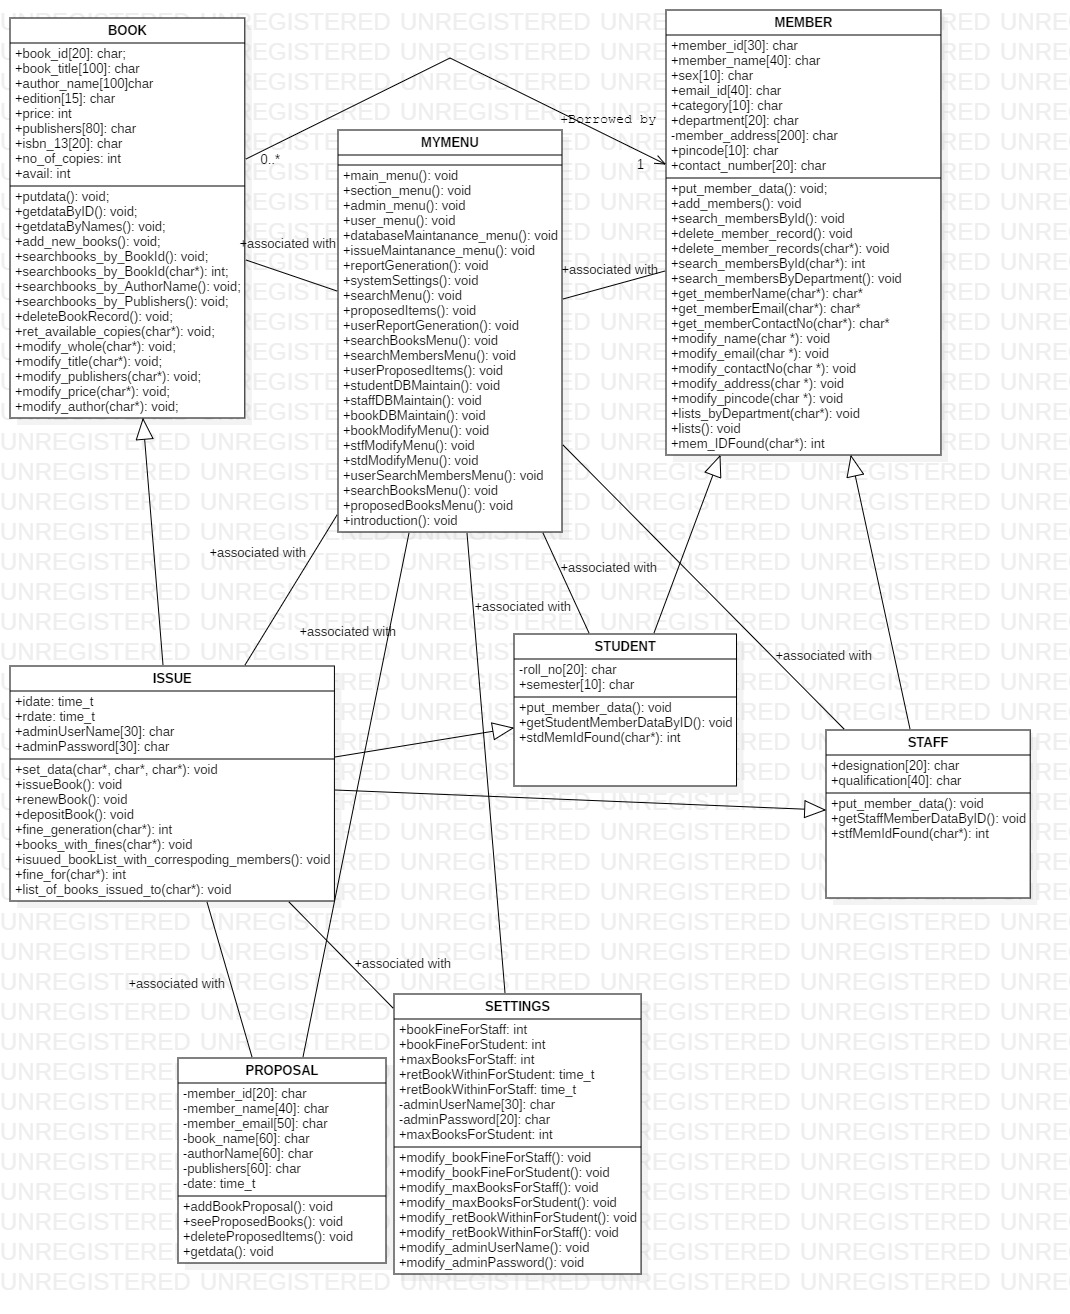 BOOK
+book_id[20]: char;
+book_title[100]: char
+author_name[100]char
+edition[15]: char
+price: int
+publishers[80]: char
+isbn_13[20]: char
+no_of_copies: int
+avail: int
+putdata(): void;
+getdataByID(): void;
+getdataByNames(): void;
+add_new_books(): void;
+searchbooks_by_BookId(): void;
+searchbooks_by_BookId(char*): int;
+searchbooks_by_AuthorName(): void;
+searchbooks_by_Publishers(): void;
+deleteBookRecord(): void;
+ret_available_copies(char*): void;
+modify_whole(char*): void;
+modify_title(char*): void;
+modify_publishers(char*): void;
+modify_price(char*): void;
+modify_author(char*): void;
0..*
+Borrowed by
1
MEMBER
+member_id[30]: char
+member_name[40]: char
+sex[10]: char
+email_id[40]: char
+category[10]: char
+department[20]: char
-member_address[200]: char
+pincode[10]: char
+contact_number[20]: char
+put_member_data(): void;
+add_members(): void
+search_membersById(): void
+delete_member_record(): void
+delete_member_records(char*): void
+search_membersById(char*): int
+search_membersByDepartment(): void
+get_memberName(char*): char*
+get_memberEmail(char*): char*
+get_memberContactNo(char*): char*
+modify_name(char *): void
+modify_email(char *): void
+modify_contactNo(char *): void
+modify_address(char *): void
+modify_pincode(char *): void
+lists_byDepartment(char*): void
+lists(): void
+mem_IDFound(char*): int
MYMENU
+main_menu(): void
+section_menu(): void
+admin_menu(): void
+user_menu(): void
+databaseMaintanance_menu(): void
+issueMaintanance_menu(): void
+reportGeneration(): void
+systemSettings(): void
+searchMenu(): void
+proposedItems(): void
+userReportGeneration(): void
+searchBooksMenu(): void
+searchMembersMenu(): void
+userProposedItems(): void
+studentDBMaintain(): void
+staffDBMaintain(): void
+bookDBMaintain(): void
+bookModifyMenu(): void
+stfModifyMenu(): void
+stdModifyMenu(): void
+userSearchMembersMenu(): void
+searchBooksMenu(): void
+proposedBooksMenu(): void
+introduction(): void
+associated with
+associated with
+associated with
+associated with
+associated with
+associated with
+associated with
STUDENT
-roll_no[20]: char
+semester[10]: char
+put_member_data(): void
+getStudentMemberDataByID(): void
+stdMemIdFound(char*): int
ISSUE
+idate: time_t
+rdate: time_t
+adminUserName[30]: char
+adminPassword[30]: char
+set_data(char*, char*, char*): void
+issueBook(): void
+renewBook(): void
+depositBook(): void
+fine_generation(char*): int
+books_with_fines(char*): void
+isuued_bookList_with_correspoding_members(): void
+fine_for(char*): int
+list_of_books_issued_to(char*): void
STAFF
+designation[20]: char
+qualification[40]: char
+put_member_data(): void
+getStaffMemberDataByID(): void
+stfMemIdFound(char*): int
+associated with
+associated with
PROPOSAL
-member_id[20]: char
-member_name[40]: char
-member_email[50]: char
-book_name[60]: char
-authorName[60]: char
-publishers[60]: char
-date: time_t
+addBookProposal(): void
+seeProposedBooks(): void
+deleteProposedItems(): void
+getdata(): void
SETTINGS
+bookFineForStaff: int
+bookFineForStudent: int
+maxBooksForStaff: int
+retBookWithinForStudent: time_t
+retBookWithinForStaff: time_t
-adminUserName[30]: char
-adminPassword[20]: char
+maxBooksForStudent: int
+modify_bookFineForStaff(): void
+modify_bookFineForStudent(): void
+modify_maxBooksForStaff(): void
+modify_maxBooksForStudent(): void
+modify_retBookWithinForStudent(): void
+modify_retBookWithinForStaff(): void
+modify_adminUserName(): void
+modify_adminPassword(): void
UNREGISTERED